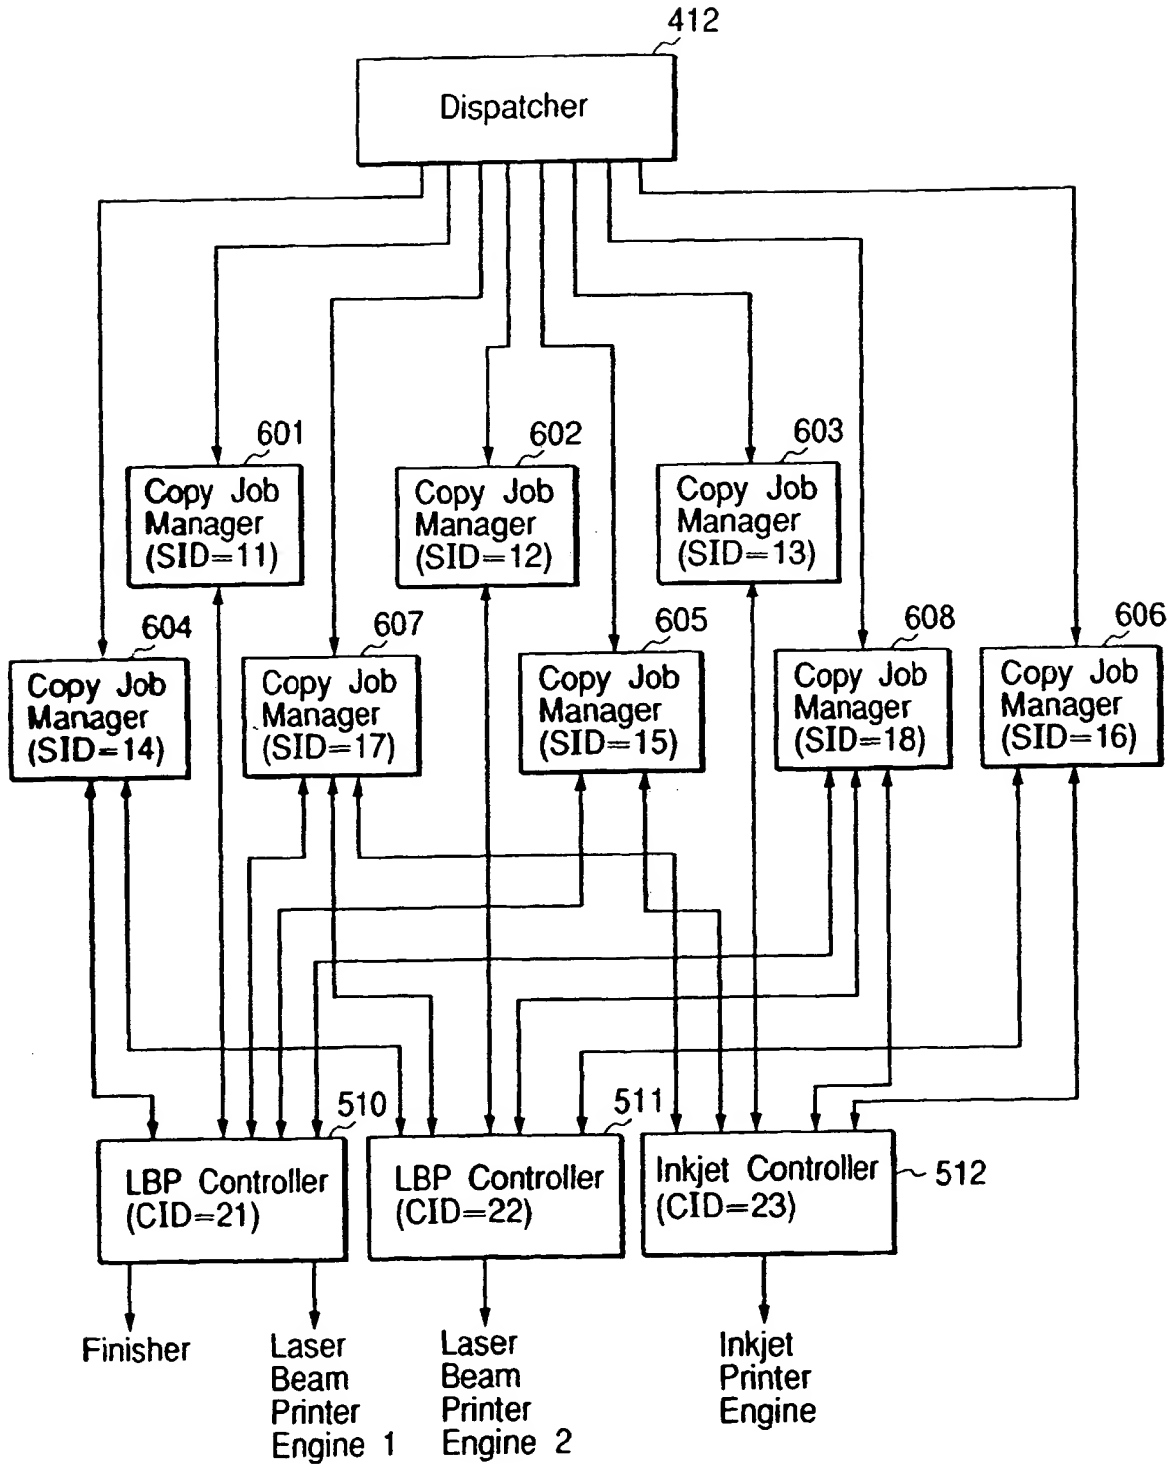 412
Dispatcher
601
Copy Job
Manager
(SID=11)
602
Copy Job
Manager
(SID=12)
603
Copy Job
Manager
(SID=13)
604
Copy Job
Manager
(SID=14)
607
Copy Job
Manager
(SID=17)
605
Copy Job
Manager
(SID=15)
608
Copy Job
Manager
(SID=18)
606
Copy Job
Manager
(SID=16)
510
LBP Controller
(CID=21)
511
LBP Controller
(CID=22)
Inkjet Controller
(CID=23)
512
Finisher
Laser
Beam
Printer
Engine 1
Laser
Beam
Printer
Engine 2
Inkjet
Printer
Engine